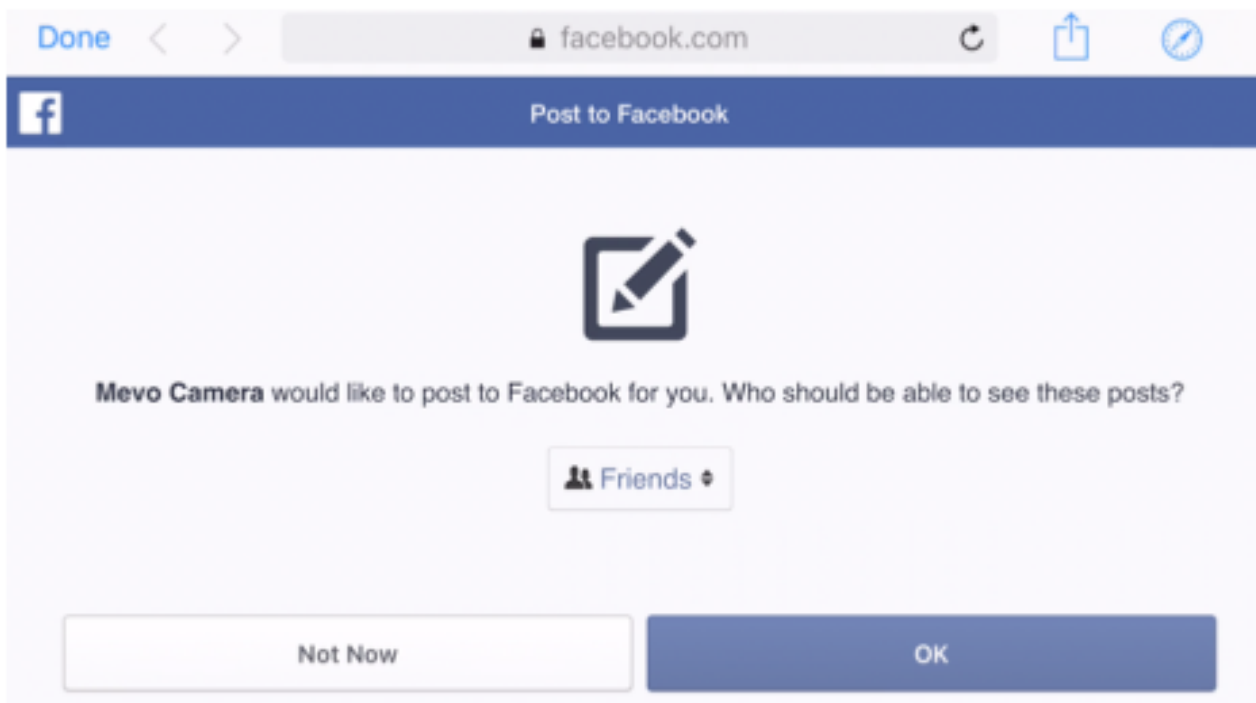 Done facebook.com
Post to Facebook
Mevo Camera would like to post to Facebook for you. Who should be able to see these posts?
Friends
Not Now OK